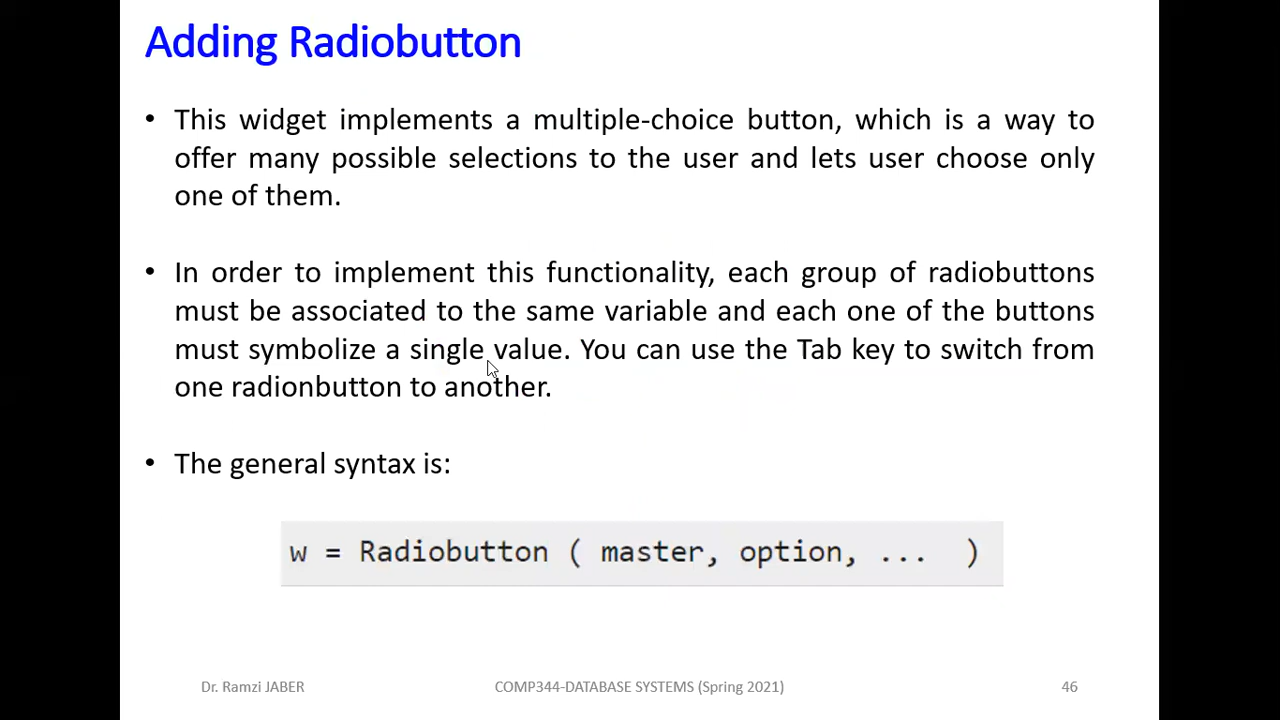 Adding Radiobutton
• This widget implements a multiple-choice button, which is a way to
offer many possible selections to the user and lets user choose only
one of them.
• In order to implement this functionality, each group of radiobuttons
must be associated to the same variable and each one of the buttons
must symbolize a single value. You can use the Tab key to switch from
one radionbutton to another.
• The general syntax is:
w = Radiobutton ( master, option, ... )
Dr. Ramzi JABER COMP344-DATABASE SYSTEMS (Spring 2021) 46